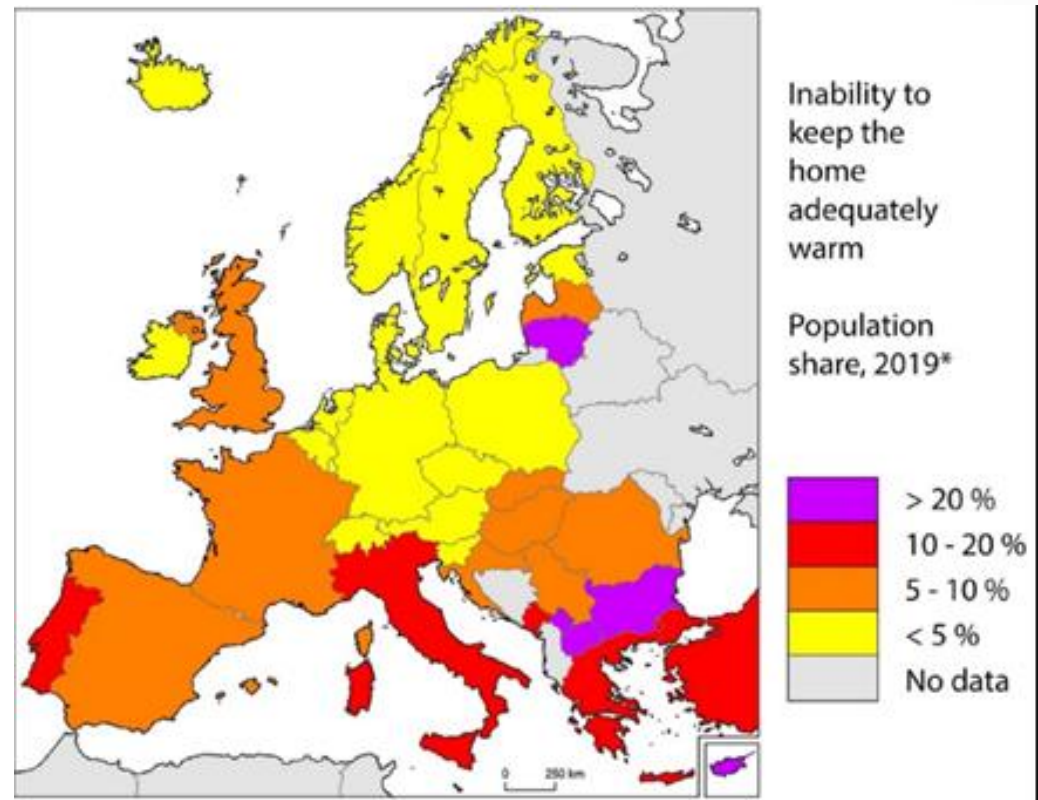 Inability to
keep the
home
adequately
warm
Population
share, 2019*
> 20 %
10 - 20 %
5 - 10 %
< 5 %
No data
0 250 km